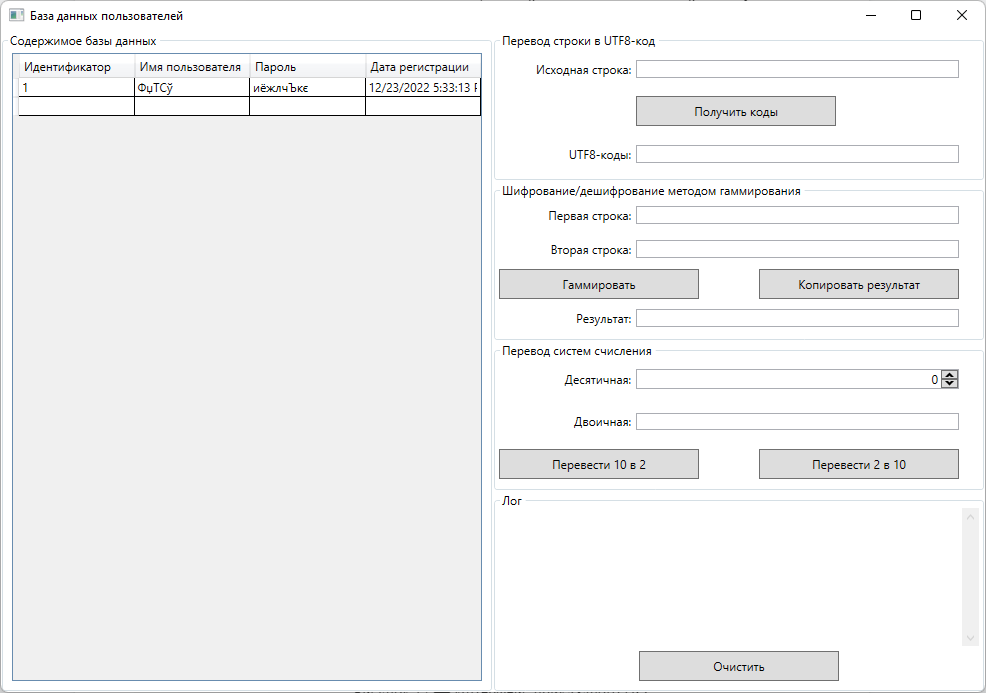 База данных пользователей
Содержимое базы данных
Идентификатор Имя пользователя Пароль Дата регистрации
1 ФџТСў иёжлчЪкє 12/23/2022 5:33:13
Перевод строки в UTF8-код
Исходная строка:
Получить коды
UTF8-коды:
Шифрование/дешифрование методом гаммирования
Первая строка:
Вторая строка:
Гаммировать Копировать результат
Результат:
Перевод систем счисления
Десятичная: 0
Двоичная:
Перевести 10 в 2 Перевести 2 в 10
Лог
Очистить